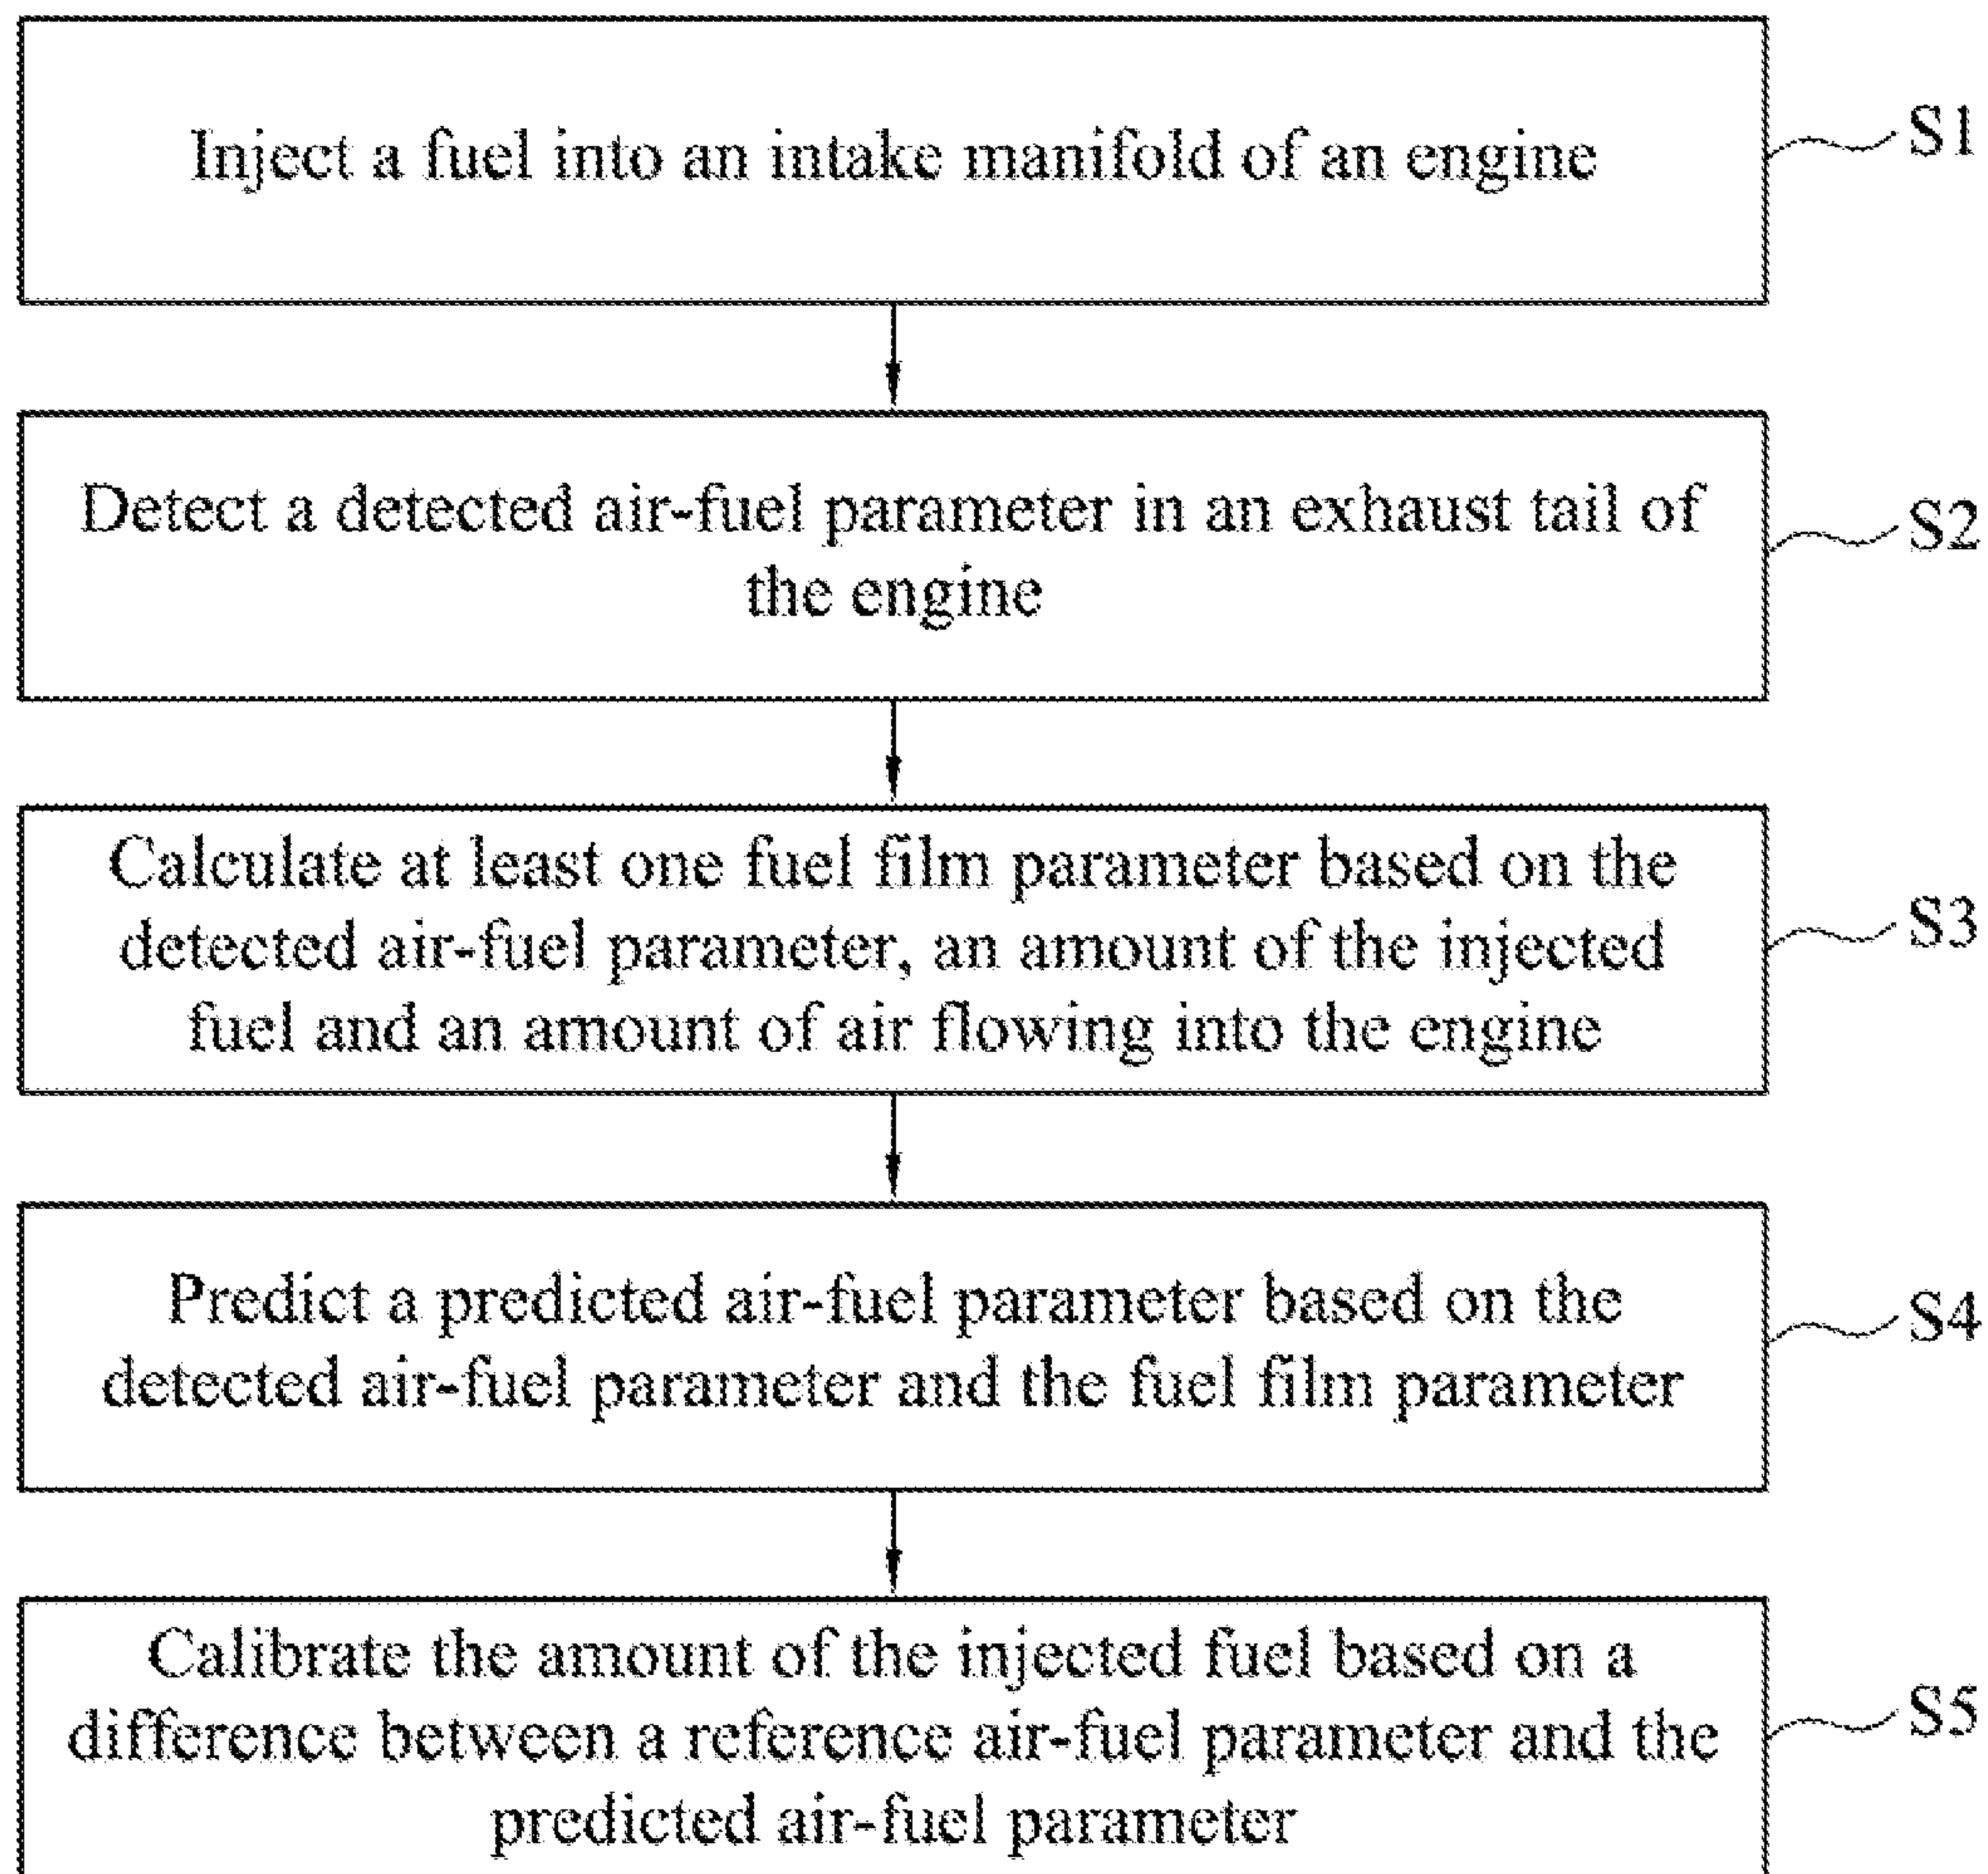 Inject a fuel into an intake manifold of an engine
S1
Detect a detected air-fuel parameter in an exhaust tail of
the engine
S2
Calculate at least one fuel film parameter based on the
detected air-fuel parameter, an amount of the injected
fuel and an amount of air flowing into the engine
S3
Predict a predicted air-fuel parameter based on the
detected air-fuel parameter and the fuel film parameter
S4
Calibrate the amount of the injected fuel based on a
difference between a reference air-fuel parameter and the
predicted air-fuel parameter
S5